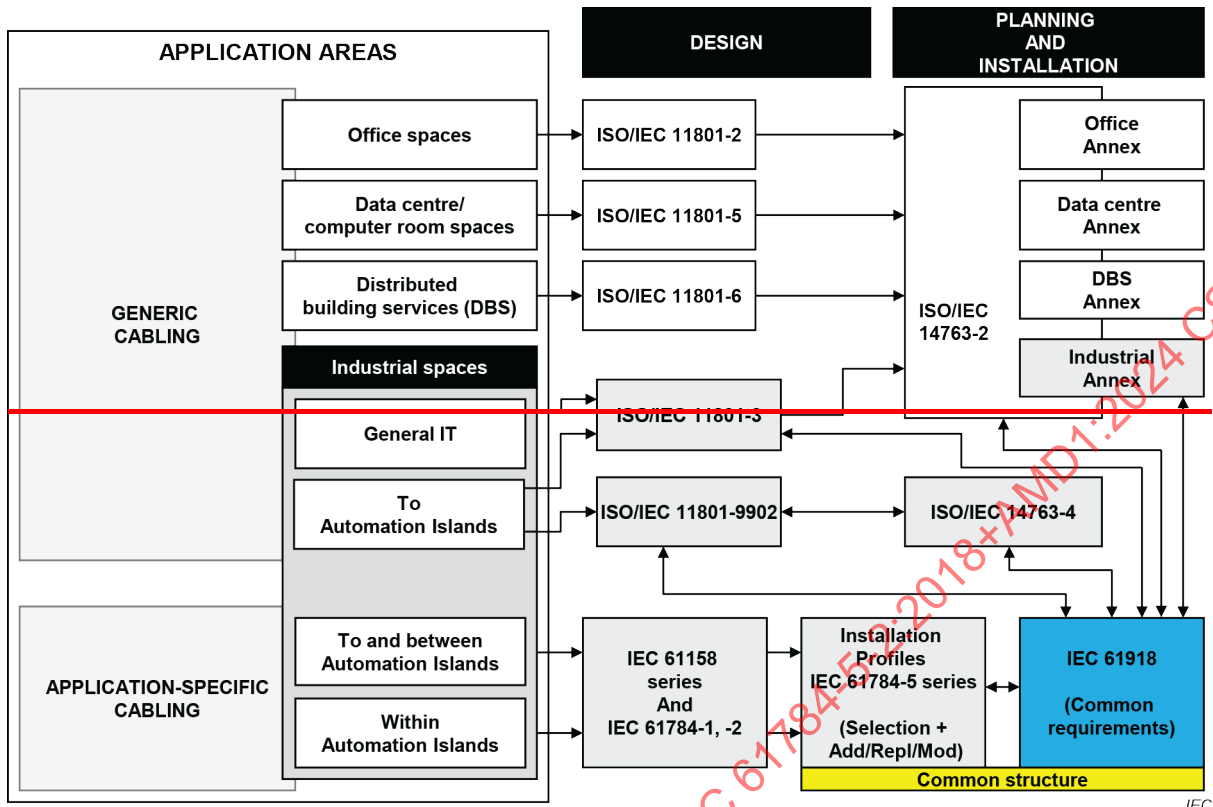 APPLICATION AREAS
DESIGN
PLANNING
AND
INSTALLATION
GENERIC
CABLING
Office spaces
ISO/IEC 11801-2
Office
Annex
Data centre/
computer room spaces
ISO/IEC 11801-5
Data centre
Annex
Distributed
building services (DBS)
ISO/IEC 11801-6
DBS
Annex
ISO/IEC
14763-2
Industrial spaces
Industrial
Annex
General IT
ISO/IEC 11801-3
To
Automation Islands
ISO/IEC 11801-9902
ISO/IEC 14763-4
APPLICATION-SPECIFIC
CABLING
To and between
Automation Islands
Within
Automation Islands
IEC 61158
series
And
IEC 61784-1, -2
Installation
Profiles
IEC 61784-5 series
(Selection +
Add/Repl/Mod)
IEC 61918
(Common
requirements)
Common structure
61784-5-2:2018+AMD1:2024
IEC